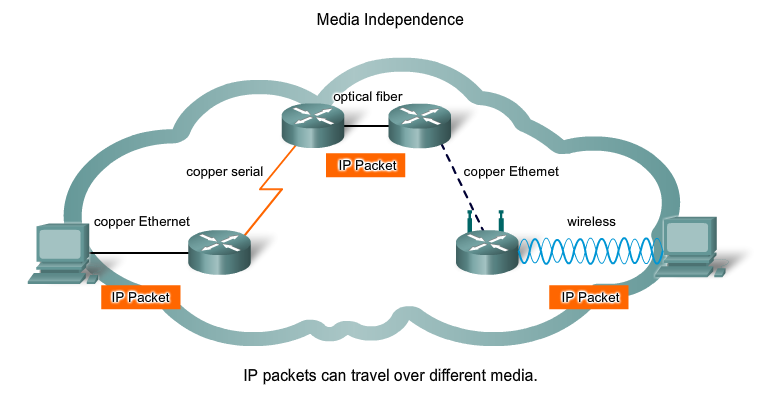 Media Independence
optical fiber
IP Packet
copper serial
copper Ethernet
copper Ethernet
wireless
IP Packet
IP Packet
IP packets can travel over different media.